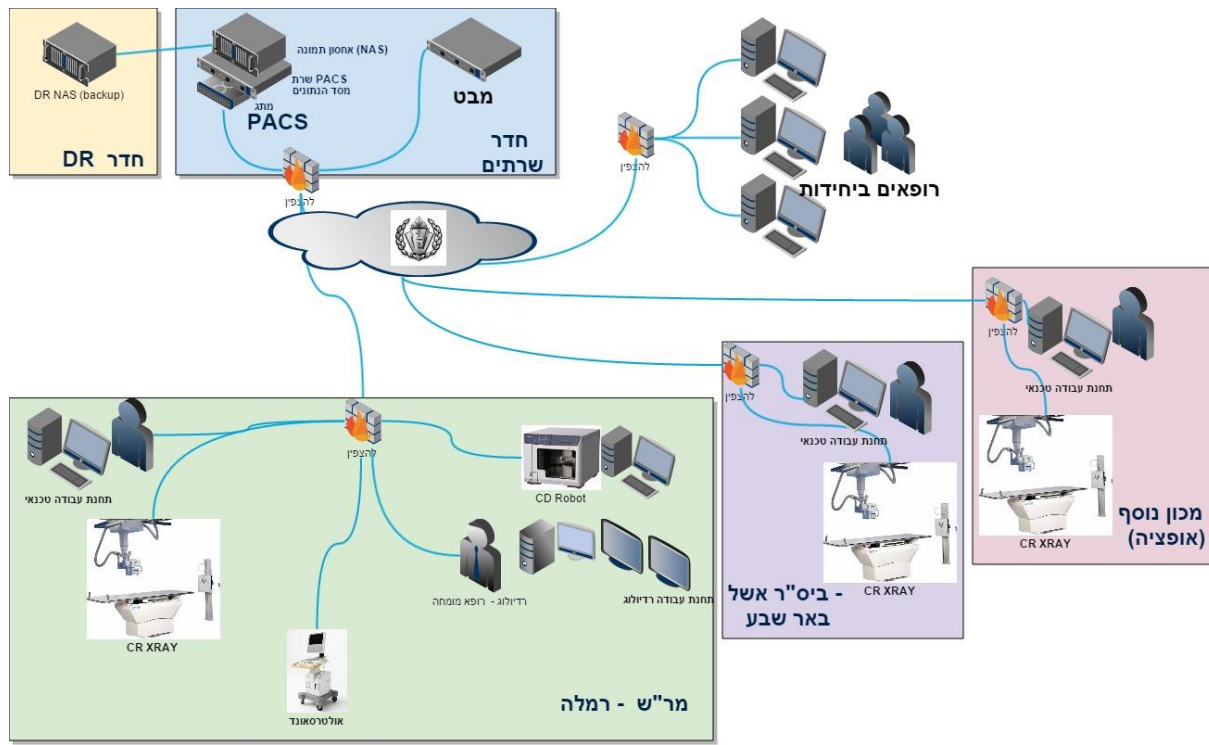 DR NAS (backup)
חדר DR
אחסון תמונה (NAS)
שרת PACS
מסד הנתונים
מתג
PACS
מבט
חדר
שרתים
להצפין
להצפין
רופאים ביחידות
להצפין
תחנת עבודה טכנאי
CR XRAY
מכון נוסף
(אופציה)
להצפין
תחנת עבודה טכנאי
CR XRAY
ביס"ר אשל -
באר שבע
להצפין
תחנת עבודה טכנאי
CR XRAY
CD Robot
רדיולוג - רופא מומחה
תחנת עבודה רדיולוג
אולטרסאונד
מר"ש - רמלה